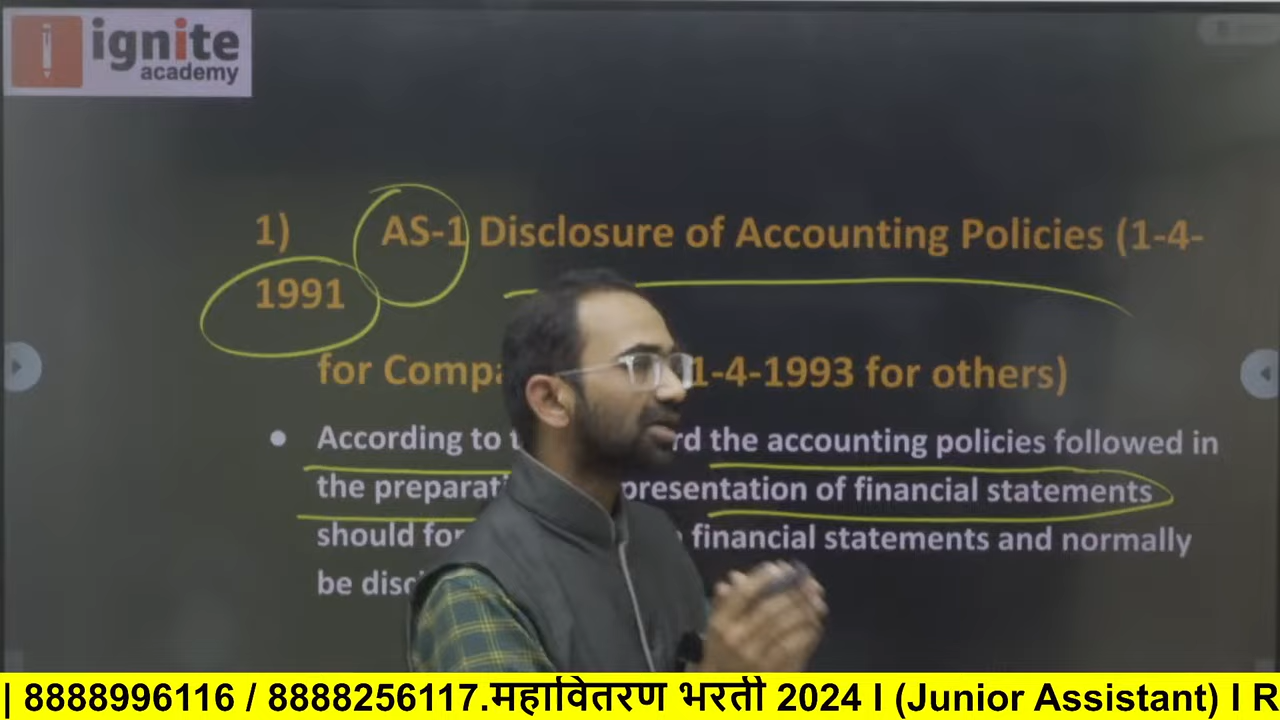 ignite
academy
1) AS-1 Disclosure of Accounting Policies (1-4-
1991
for Compa 1-4-1993 for others)
According to rd the accounting policies followed in
the preparati presentation of financial statements
should for financial statements and normally
be disc
| 8888996116 / 8888256117.महावितरण भरती 2024 I (Junior Assistant) I R